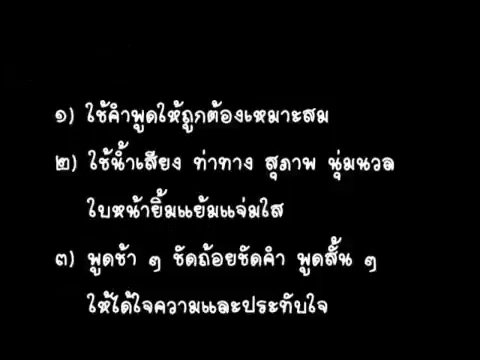 ๑) ใช้คำพูดให้ถูกต้องเหมาะสม
๒) ใช้น้ำเสียง ท่าทาง สุภาพ นุ่มนวล
ใบหน้ายิ้มแย้มแจ่มใส
๓) พูดช้า ๆ ชัดถ้อยชัดคำ พูดสั้น ๆ
ให้ได้ใจความและประทับใจ